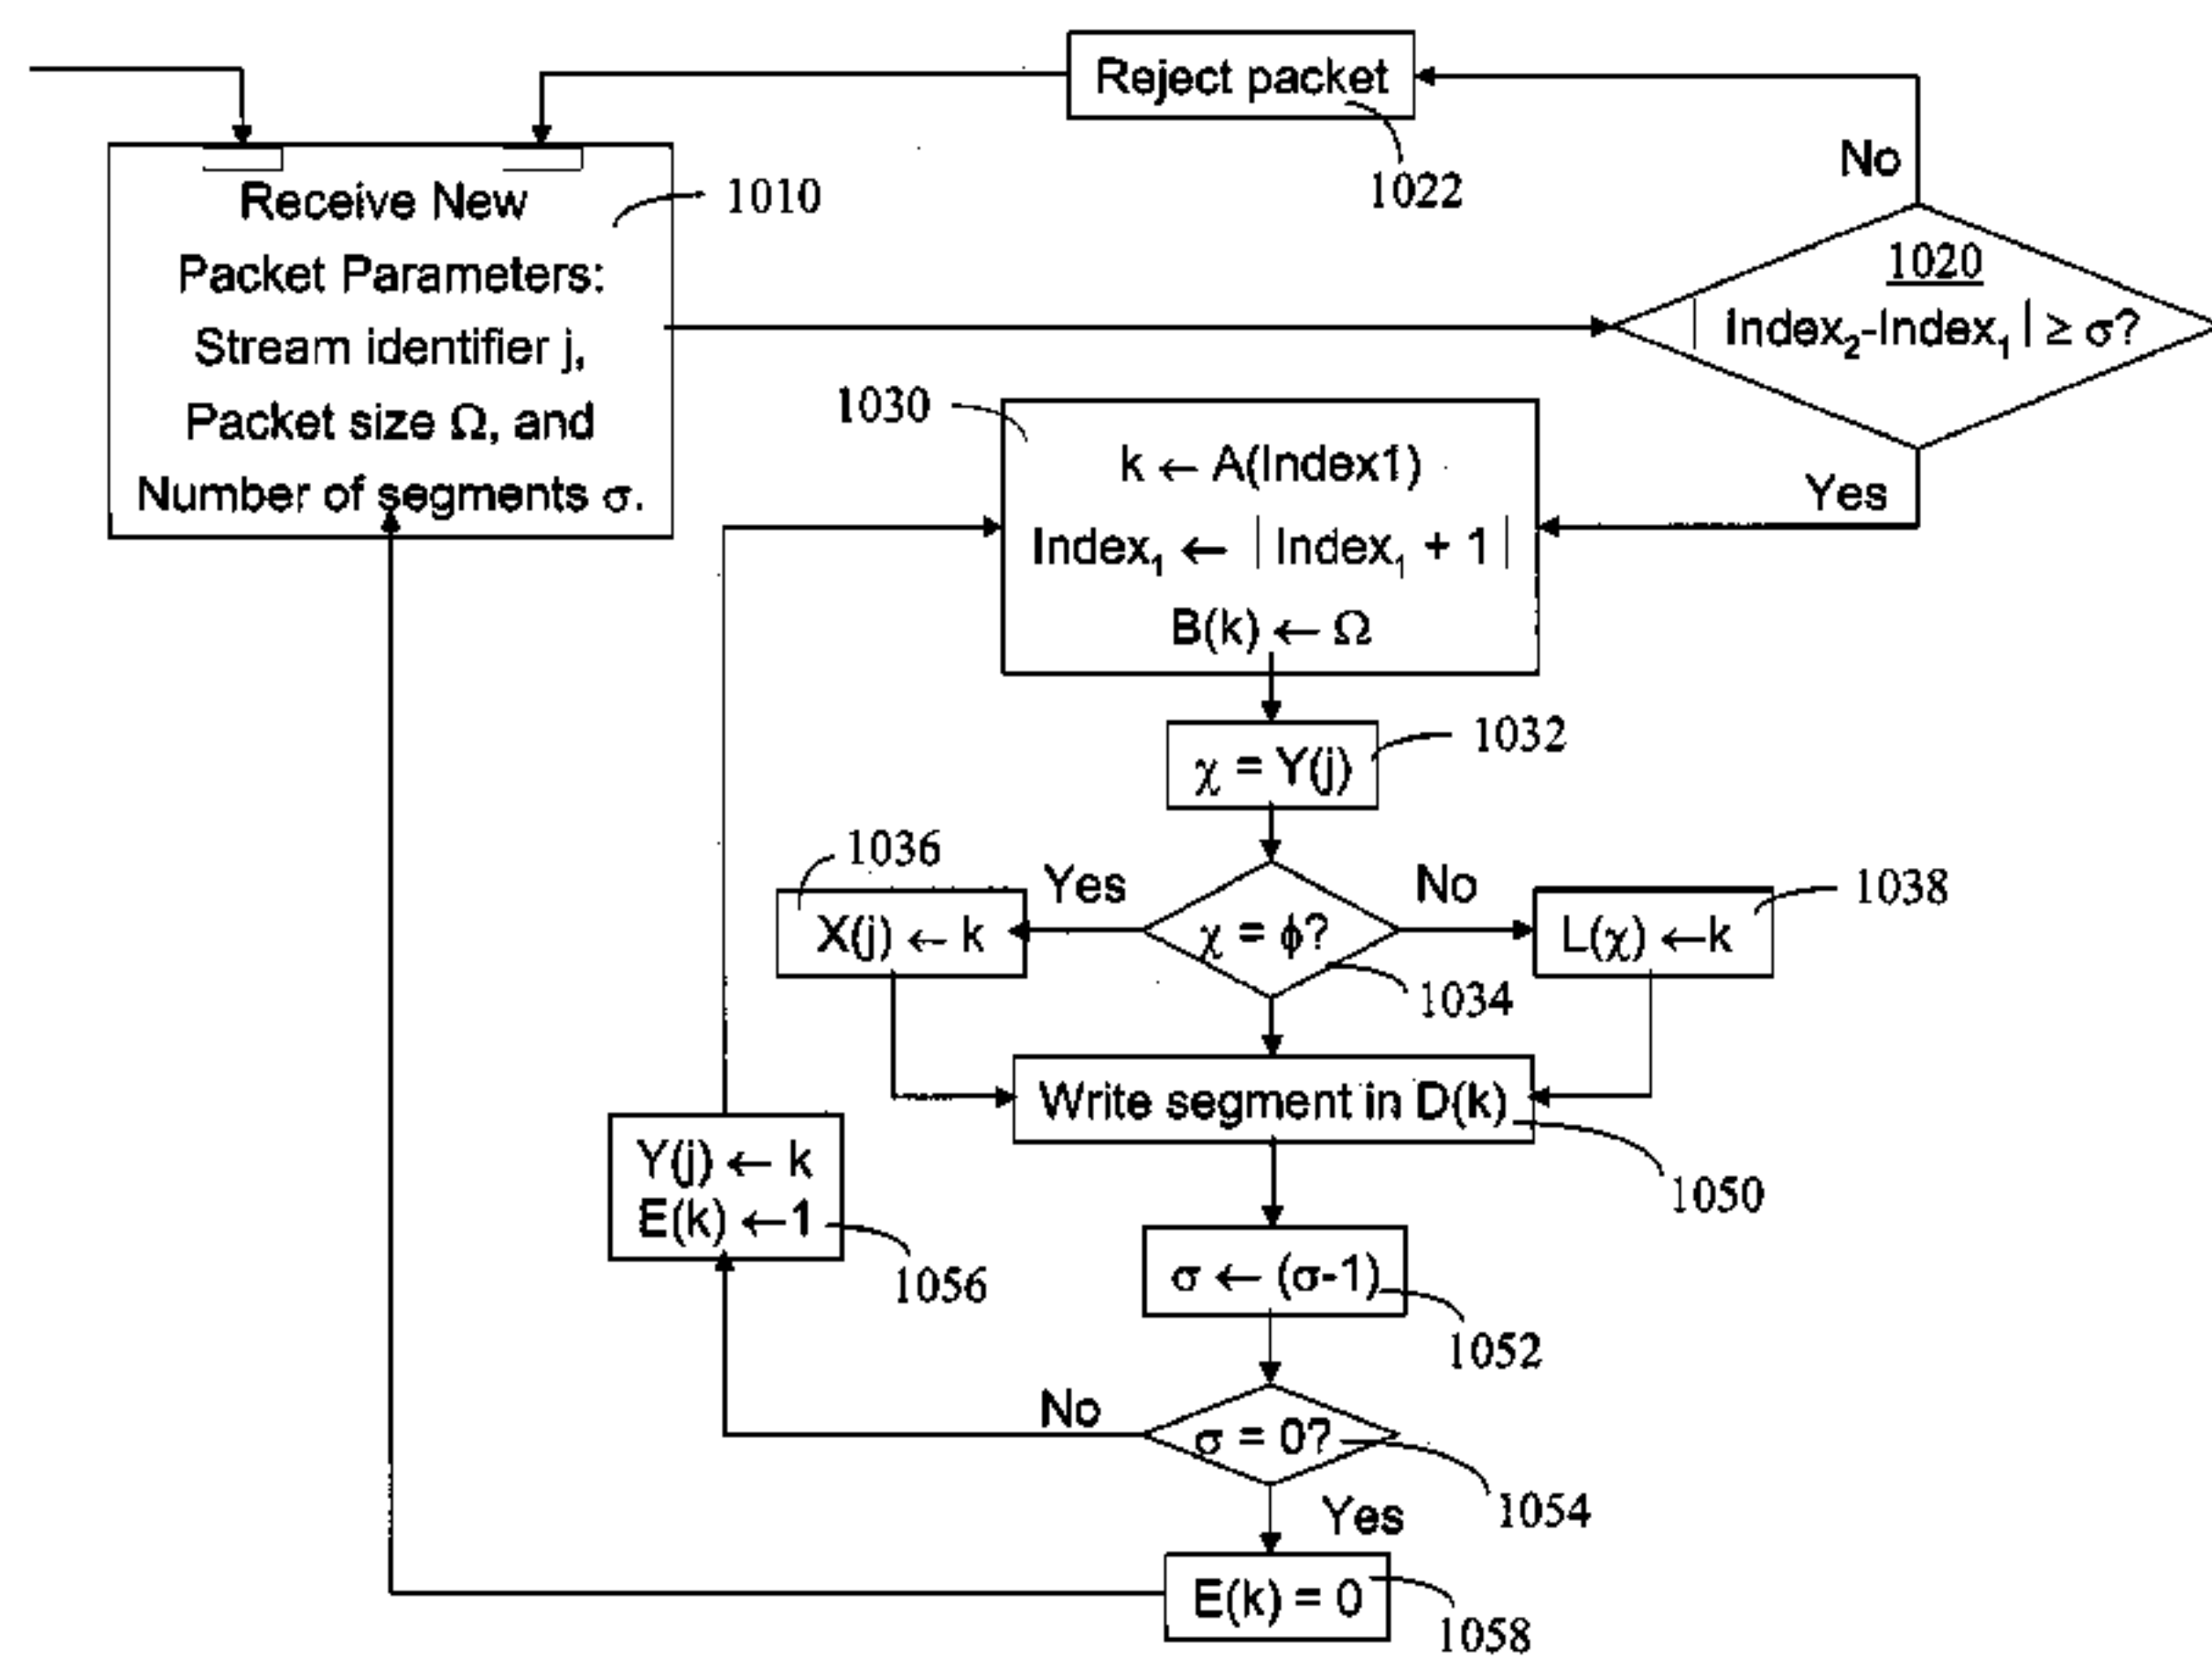 Reject packet
1022
No
Receive New
Packet Parameters:
Stream identifier j,
Packet size Ω, and
Number of segments σ.
1010
1020
| Index₂-Index₁ | ≥ σ?
Yes
1030
k ← A(Index1)
Index₁ ← | Index₁ + 1 |
B(k) ← Ω
χ = Y(j)
1032
1036
X(j) ← k
Yes
χ = ϕ?
1034
No
L(χ) ←k
1038
Write segment in D(k)
1050
Y(j) ← k
E(k) ←1
1056
σ ← (σ-1)
1052
No
σ = 0?
1054
Yes
E(k) = 0
1058